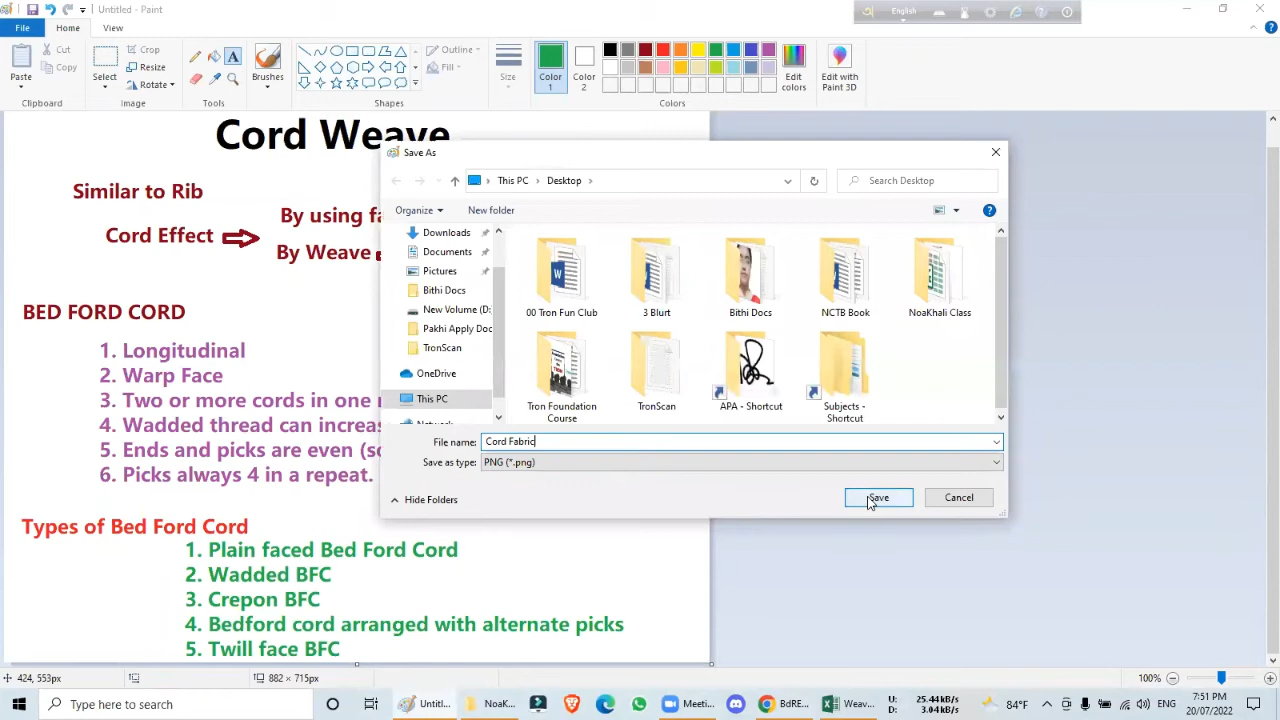 Untitled - Paint
English
File
Home
View
Paste
Cut
Copy
Clipboard
Select
Crop
Resize
Rotate
Image
Tools
Brushes
Shapes
Outline
Fill
Size
Color 1
Color 2
Colors
Edit colors
Edit with Paint 3D
Cord Weave
Similar to Rib
By using fa
Cord Effect
By Weave
BED FORD CORD
1. Longitudinal
2. Warp Face
3. Two or more cords in one r
4. Wadded thread can increas
5. Ends and picks are even (so
6. Picks always 4 in a repeat.
Types of Bed Ford Cord
1. Plain faced Bed Ford Cord
2. Wadded BFC
3. Crepon BFC
4. Bedford cord arranged with alternate picks
5. Twill face BFC
Save As
This PC
Desktop
Search Desktop
Organize
New folder
Downloads
Documents
Pictures
Bithi Docs
New Volume (D:
Pakhi Apply Doc
TronScan
OneDrive
This PC
Network
00 Tron Fun Club
3 Blurt
Bithi Docs
NCTB Book
NoaKhali Class
Tron Foundation Course
TronScan
APA - Shortcut
Subjects - Shortcut
File name:
Cord Fabric
Save as type:
PNG (*.png)
Hide Folders
Save
Cancel
424, 553px
882 × 715px
100%
Type here to search
Untitl...
NoaK...
Meeti...
BdRE...
Weav...
U: 25.44kB/s
D: 3.04kB/s
84°F
ENG
7:51 PM
20/07/2022